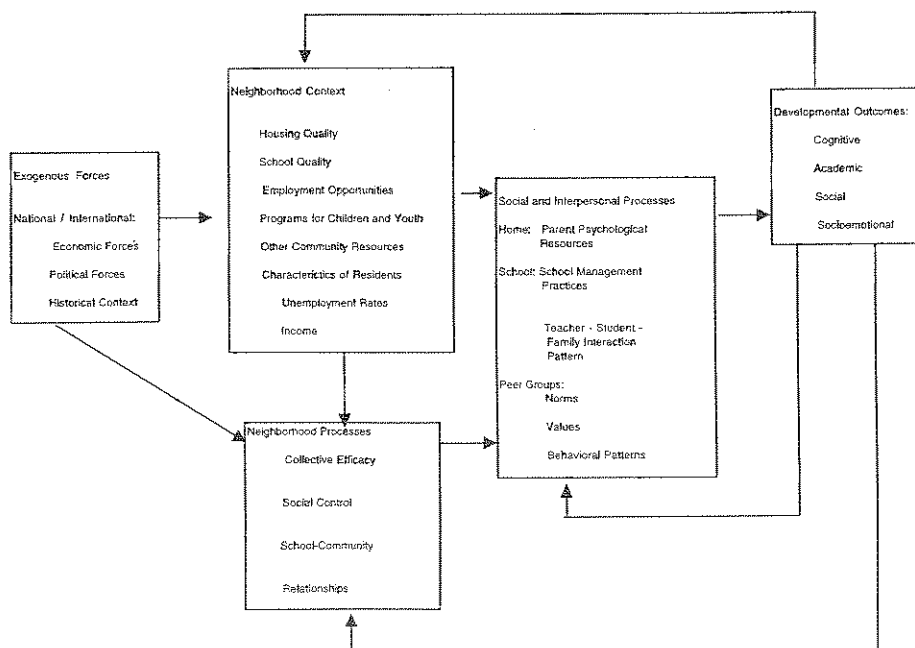 Exogenous Forces
National / International:
Economic Forces
Political Forces
Historical Context
Neighborhood Context
Housing Quality
School Quality
Employment Opportunities
Programs for Children and Youth
Other Community Resources
Characteristics of Residents
Unemployment Rates
Income
Neighborhood Processes
Collective Efficacy
Social Control
School-Community
Relationships
Social and Interpersonal Processes
Home: Parent Psychological
Resources
School: School Management
Practices
Teacher - Student -
Family Interaction
Pattern
Peer Groups:
Norms
Values
Behavioral Patterns
Developmental Outcomes:
Cognitive
Academic
Social
Socioemotional